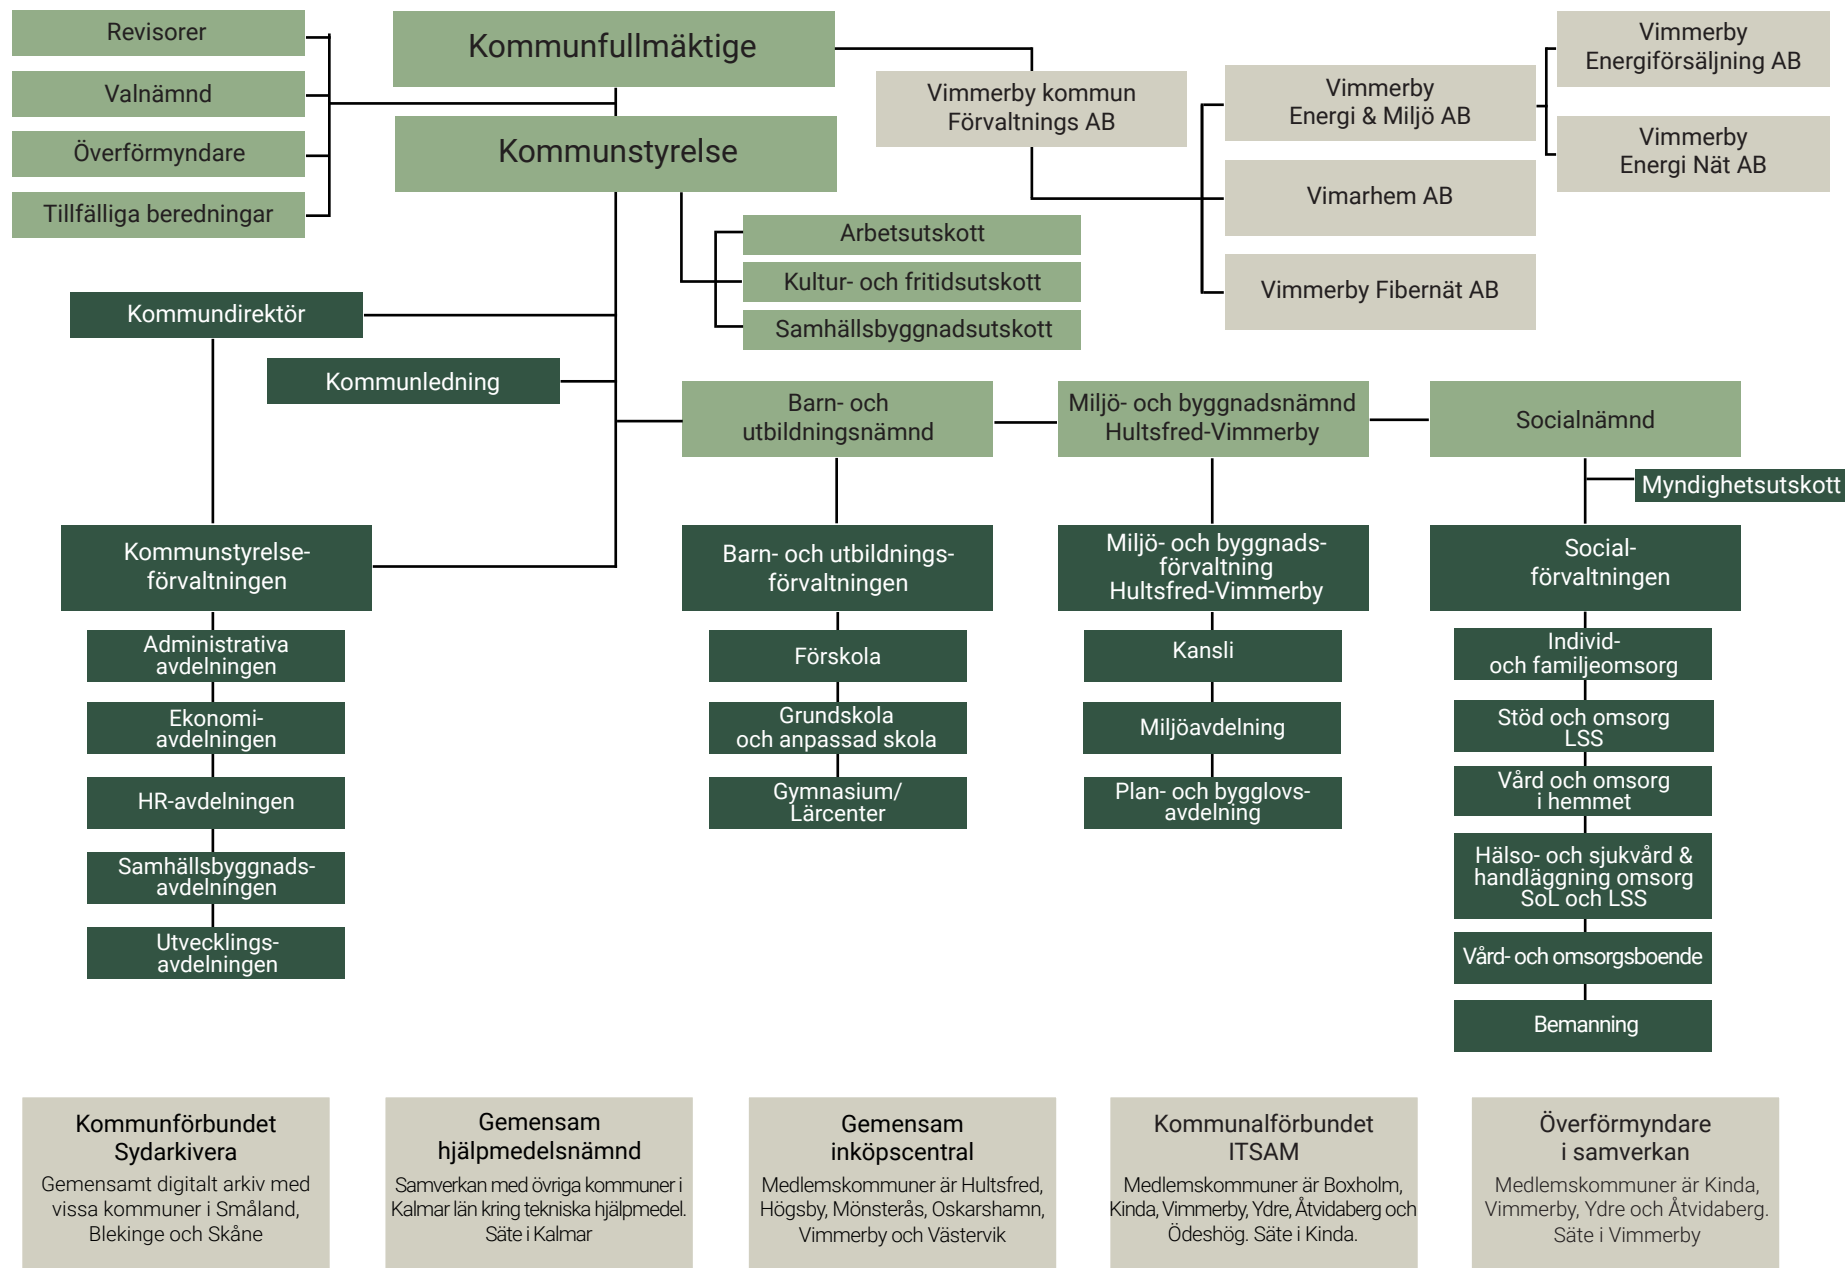 Revisorer
Valnämnd
Överförmyndare
Tillfälliga beredningar
Kommunfullmäktige
Kommunstyrelse
Vimmerby kommun
Förvaltnings AB
Vimmerby
Energi & Miljö AB
Vimarhem AB
Vimmerby Fibernät AB
Vimmerby
Energiförsäljning AB
Vimmerby
Energi Nät AB
Arbetsutskott
Kultur- och fritidsutskott
Samhällsbyggnadsutskott
Kommundirektör
Kommunledning
Barn- och
utbildningsnämnd
Miljö- och byggnadsnämnd
Hultsfred-Vimmerby
Socialnämnd
Myndighetsutskott
Kommunstyrelse-
förvaltningen
Administrativa
avdelningen
Ekonomi-
avdelningen
HR-avdelningen
Samhällsbyggnads-
avdelningen
Utvecklings-
avdelningen
Barn- och utbildnings-
förvaltningen
Förskola
Grundskola
och anpassad skola
Gymnasium/
Lärcenter
Miljö- och byggnads-
förvaltning
Hultsfred-Vimmerby
Kansli
Miljöavdelning
Plan- och bygglovs-
avdelning
Social-
förvaltningen
Individ-
och familjeomsorg
Stöd och omsorg
LSS
Vård och omsorg
i hemmet
Hälso- och sjukvård &
handläggning omsorg
SoL och LSS
Vård- och omsorgsboende
Bemanning
Kommunförbundet
Sydarkivera
Gemensamt digitalt arkiv med
vissa kommuner i Småland,
Blekinge och Skåne
Gemensam
hjälpmedelsnämnd
Samverkan med övriga kommuner i
Kalmar län kring tekniska hjälpmedel.
Säte i Kalmar
Gemensam
inköpscentral
Medlemskommuner är Hultsfred,
Högsby, Mönsterås, Oskarshamn,
Vimmerby och Västervik
Kommunalförbundet
ITSAM
Medlemskommuner är Boxholm,
Kinda, Vimmerby, Ydre, Åtvidaberg och
Ödeshög. Säte i Kinda.
Överförmyndare
i samverkan
Medlemskommuner är Kinda,
Vimmerby, Ydre och Åtvidaberg.
Säte i Vimmerby